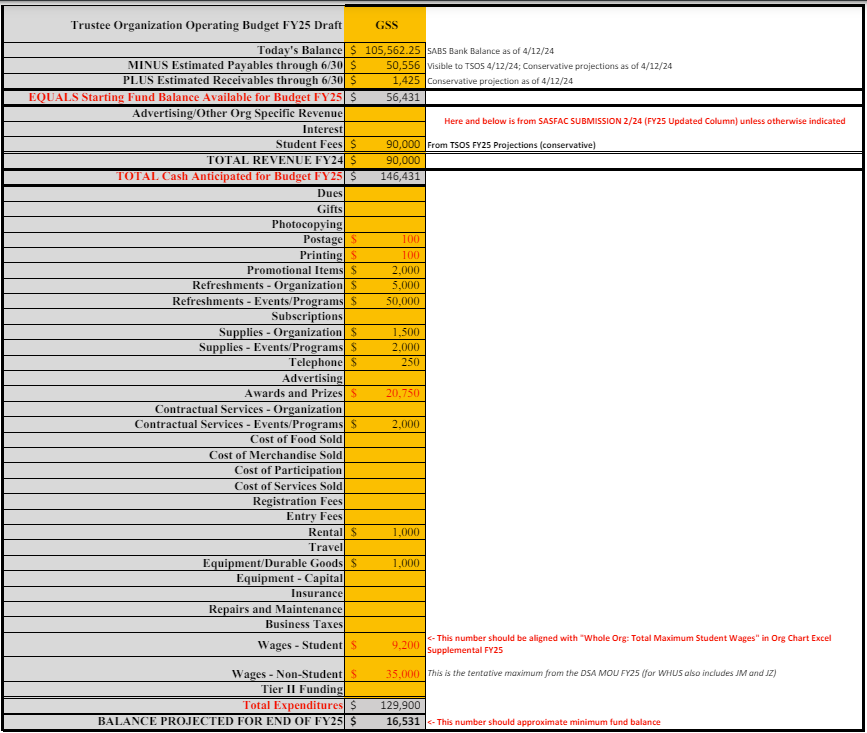 Trustee Organization Operating Budget FY25 Draft GSS
Today's Balance $ 105,562.25 SABS Bank Balance as of 4/12/24
MINUS Estimated Payables through 6/30 $ 50,556 Visible to TSOS 4/12/24; Conservative projections as of 4/12/24
PLUS Estimated Receivables through 6/30 $ 1,425 Conservative projection as of 4/12/24
EQUALS Starting Fund Balance Available for Budget FY25 $ 56,431
Advertising/Other Org Specific Revenue
Here and below is from SASFAC SUBMISSION 2/24 (FY25 Updated Column) unless otherwise indicated
Interest
Student Fees $ 90,000 From TSOS FY25 Projections (conservative)
TOTAL REVENUE FY24 $ 90,000
TOTAL Cash Anticipated for Budget FY25 $ 146,431
Dues
Gifts
Photocopying
Postage $ 100
Printing $ 100
Promotional Items $ 2,000
Refreshments - Organization $ 5,000
Refreshments - Events/Programs $ 50,000
Subscriptions
Supplies - Organization $ 1,500
Supplies - Events/Programs $ 2,000
Telephone $ 250
Advertising
Awards and Prizes $ 20,750
Contractual Services - Organization
Contractual Services - Events/Programs $ 2,000
Cost of Food Sold
Cost of Merchandise Sold
Cost of Participation
Cost of Services Sold
Registration Fees
Entry Fees
Rental $ 1,000
Travel
Equipment/Durable Goods $ 1,000
Equipment - Capital
Insurance
Repairs and Maintenance
Business Taxes
Wages - Student $ 9,200 <- This number should be aligned with "Whole Org: Total Maximum Student Wages" in Org Chart Excel
Supplemental FY25
Wages - Non-Student $ 35,000 This is the tentative maximum from the DSA MOU FY25 (for WHUS also includes JM and JZ)
Tier II Funding
Total Expenditures $ 129,900
BALANCE PROJECTED FOR END OF FY25 $ 16,531 <- This number should approximate minimum fund balance